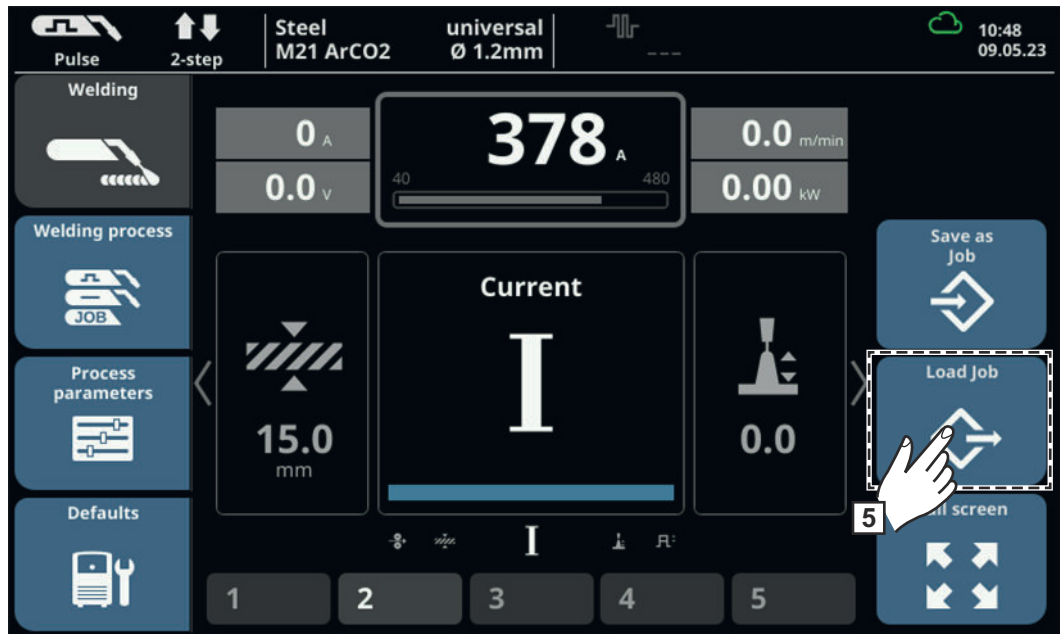 Pulse
2-step
Steel
M21 ArCO2
universal
Ø 1.2mm
---
10:48
09.05.23
Welding
0 A
0.0 V
378 A
40
480
0.0 m/min
0.00 kW
Welding process
JOB
Process
parameters
Defaults
15.0
mm
Current
I
0.0
I
1
2
3
4
5
Save as
Job
Load Job
5
ull screen